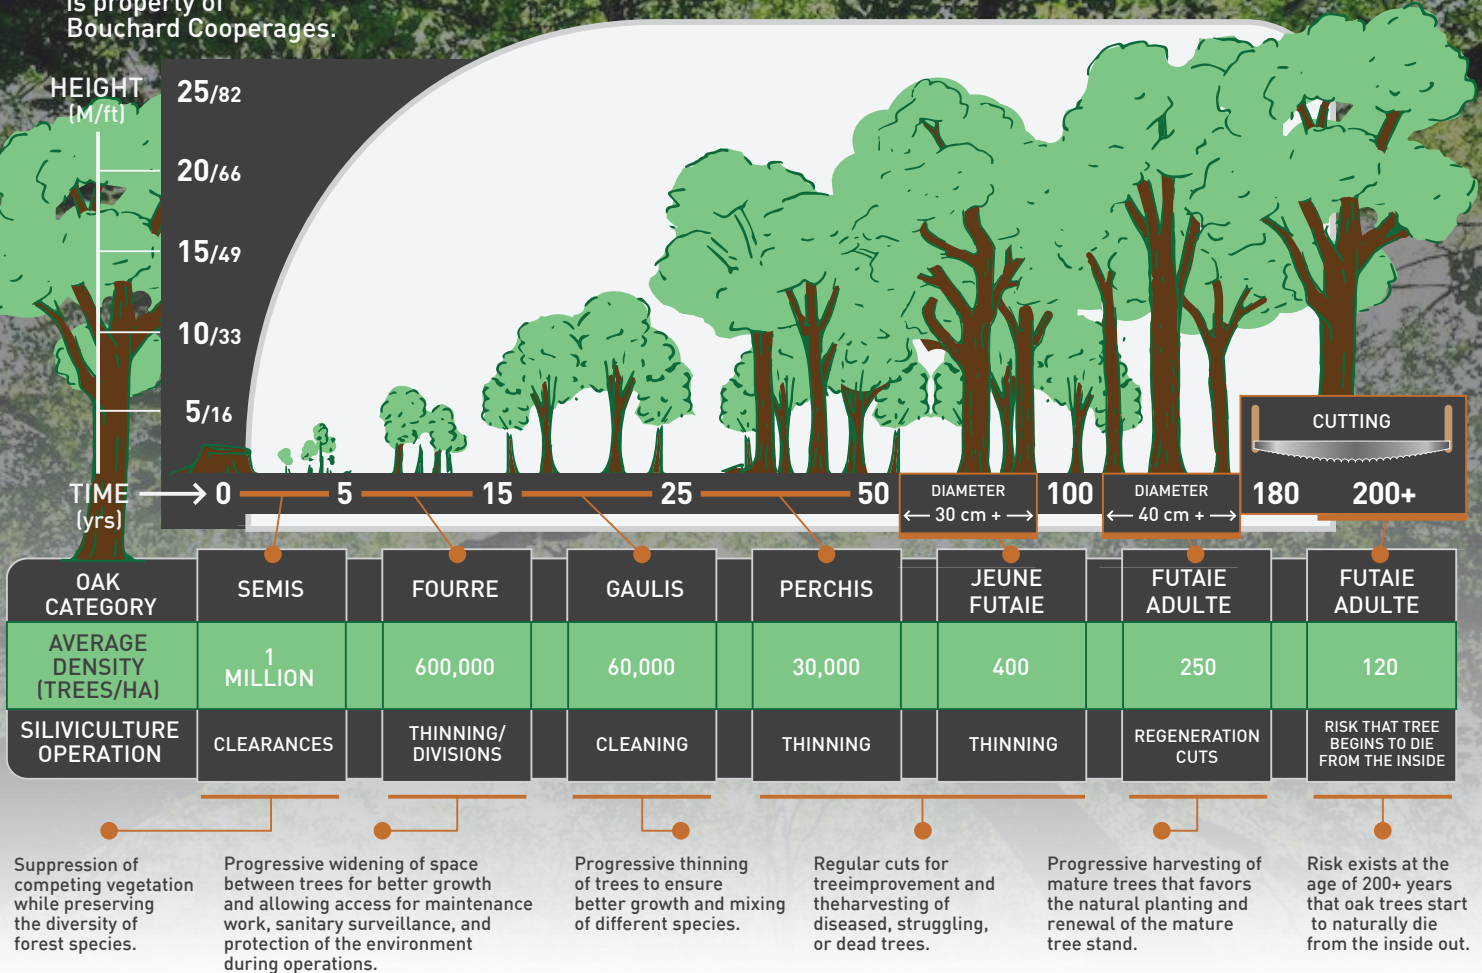 is property of
Bouchard Cooperages.
HEIGHT
(M/ft)
25/82
20/66
15/49
10/33
5/16
TIME
(yrs)
0
5
15
25
50
DIAMETER
30 cm +
100
DIAMETER
40 cm +
CUTTING
180
200+
OAK
CATEGORY
SEMIS
FOURRE
GAULIS
PERCHIS
JEUNE
FUTAIE
FUTAIE
ADULTE
FUTAIE
ADULTE
AVERAGE
DENSITY
(TREES/HA)
1
MILLION
600,000
60,000
30,000
400
250
120
SILIVICULTURE
OPERATION
CLEARANCES
THINNING/
DIVISIONS
CLEANING
THINNING
THINNING
REGENERATION
CUTS
RISK THAT TREE
BEGINS TO DIE
FROM THE INSIDE
Suppression of
competing vegetation
while preserving
the diversity of
forest species.
Progressive widening of space
between trees for better growth
and allowing access for maintenance
work, sanitary surveillance, and
protection of the environment
during operations.
Progressive thinning
of trees to ensure
better growth and mixing
of different species.
Regular cuts for
treeimprovement and
theharvesting of
diseased, struggling,
or dead trees.
Progressive harvesting of
mature trees that favors
the natural planting and
renewal of the mature
tree stand.
Risk exists at the
age of 200+ years
that oak trees start
to naturally die
from the inside out.